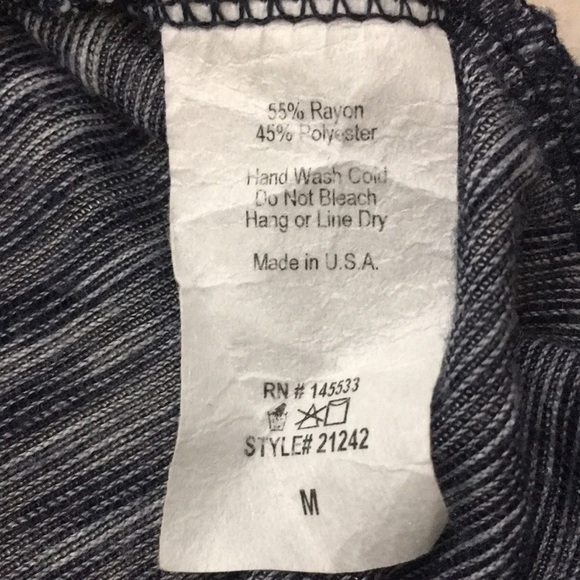 55% Rayon
45% Polyester
Hand Wash Cold
Do Not Bleach
Hang or Line Dry
Made in U.S.A.
RN # 145533
STYLE# 21242
M